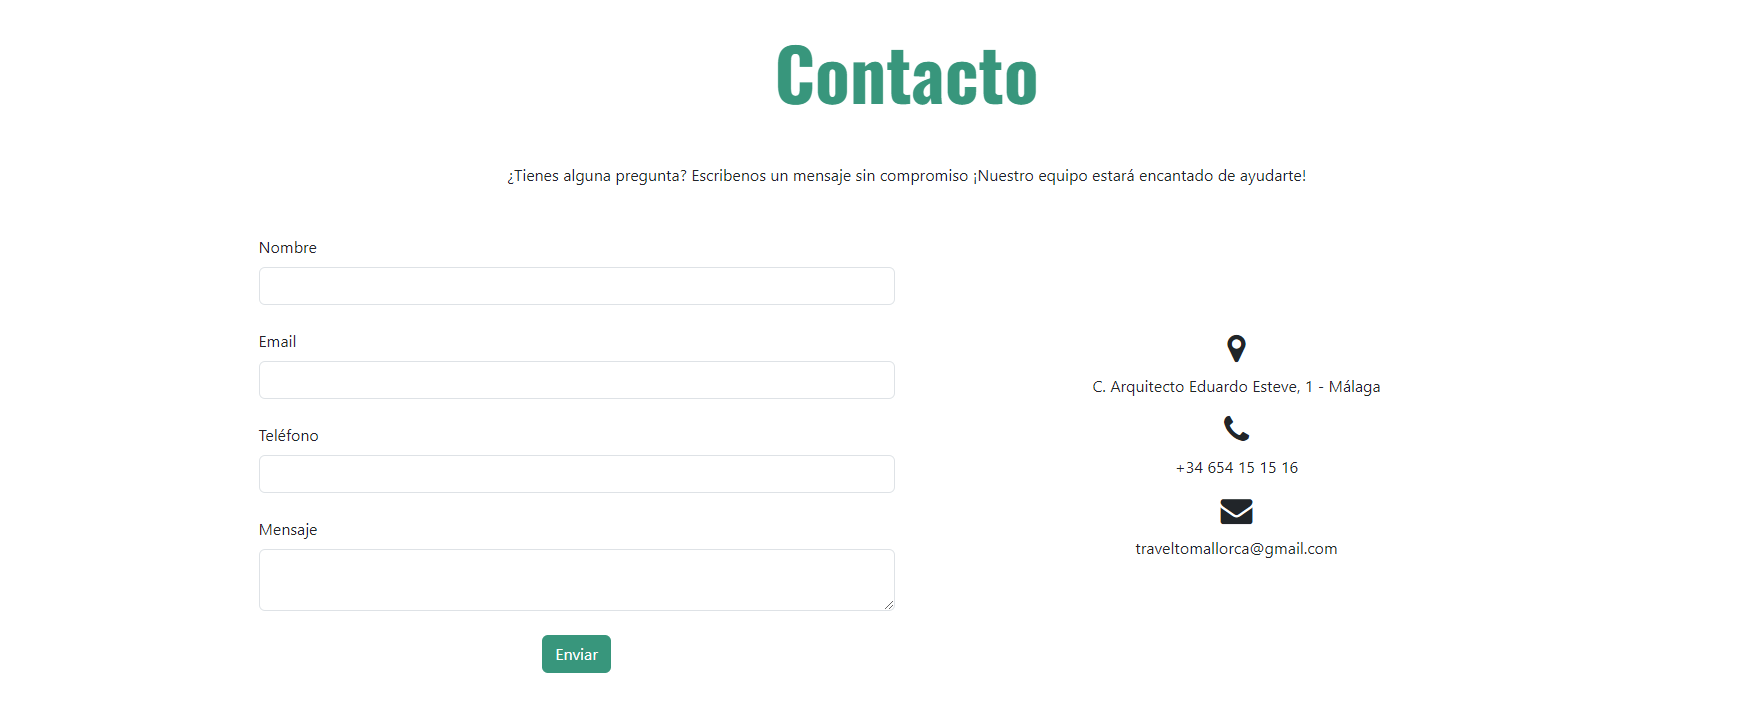 Contacto
¿Tienes alguna pregunta? Escribenos un mensaje sin compromiso ¡Nuestro equipo estará encantado de ayudarte!
Nombre
Email
Teléfono
Mensaje
Enviar
C. Arquitecto Eduardo Esteve, 1 - Málaga
+34 654 15 15 16
traveltomallorca@gmail.com